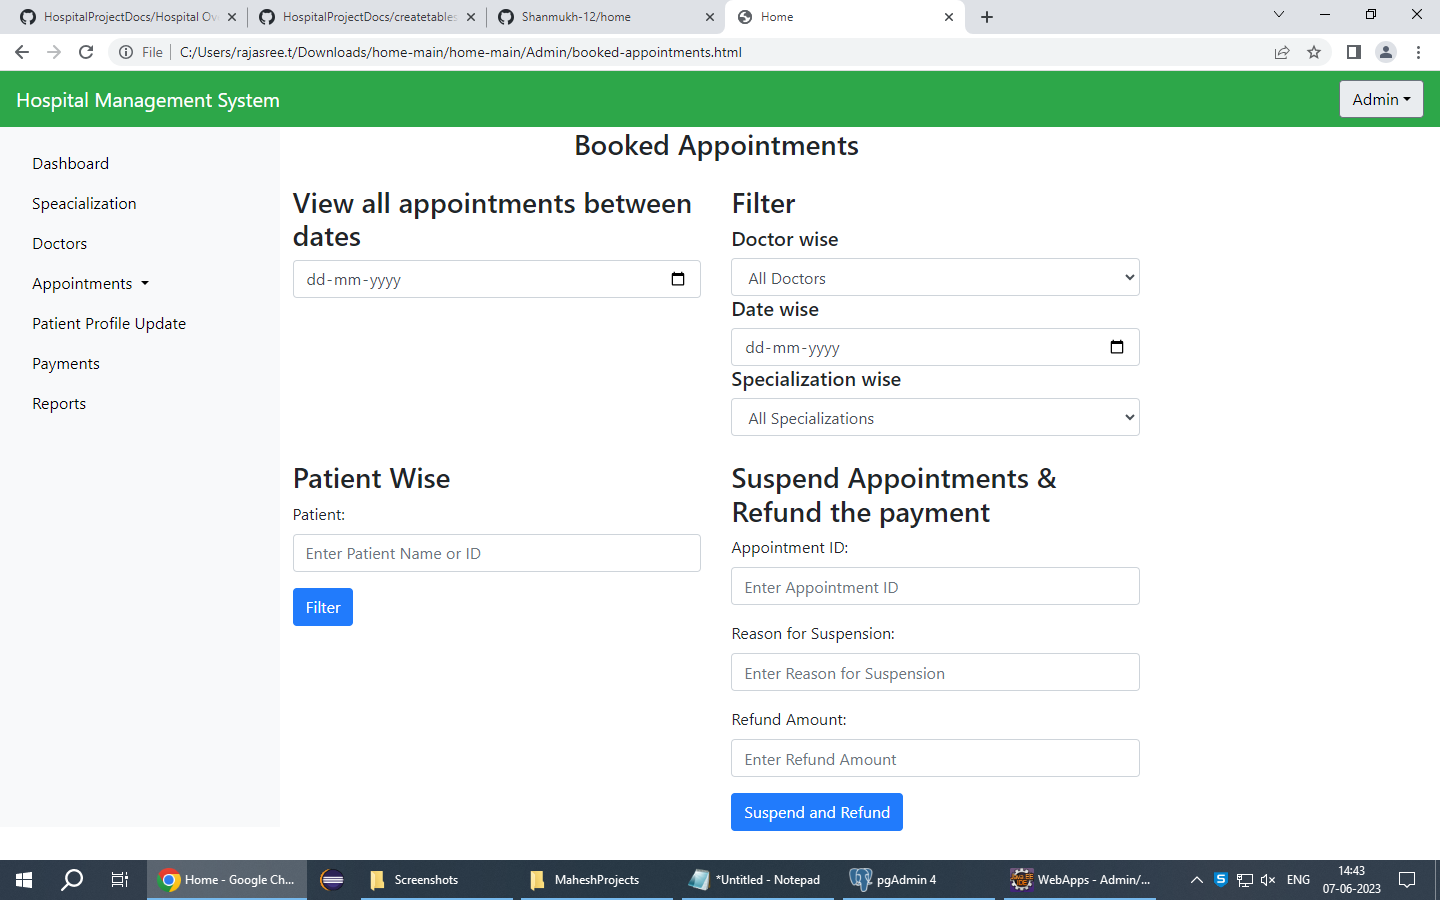 HospitalProjectDocs/Hospital Ov
HospitalProjectDocs/createtables
Shanmukh-12/home
Home
File
C:/Users/rajasree.t/Downloads/home-main/home-main/Admin/booked-appointments.html
Hospital Management System
Admin
Dashboard
Speacialization
Doctors
Appointments
Patient Profile Update
Payments
Reports
Booked Appointments
View all appointments between
dates
dd-mm-yyyy
Filter
Doctor wise
All Doctors
Date wise
dd-mm-yyyy
Specialization wise
All Specializations
Patient Wise
Patient:
Enter Patient Name or ID
Filter
Suspend Appointments &
Refund the payment
Appointment ID:
Enter Appointment ID
Reason for Suspension:
Enter Reason for Suspension
Refund Amount:
Enter Refund Amount
Suspend and Refund
Home - Google Ch...
Screenshots
MaheshProjects
*Untitled - Notepad
pgAdmin 4
WebApps - Admin/...
ENG
14:43
07-06-2023